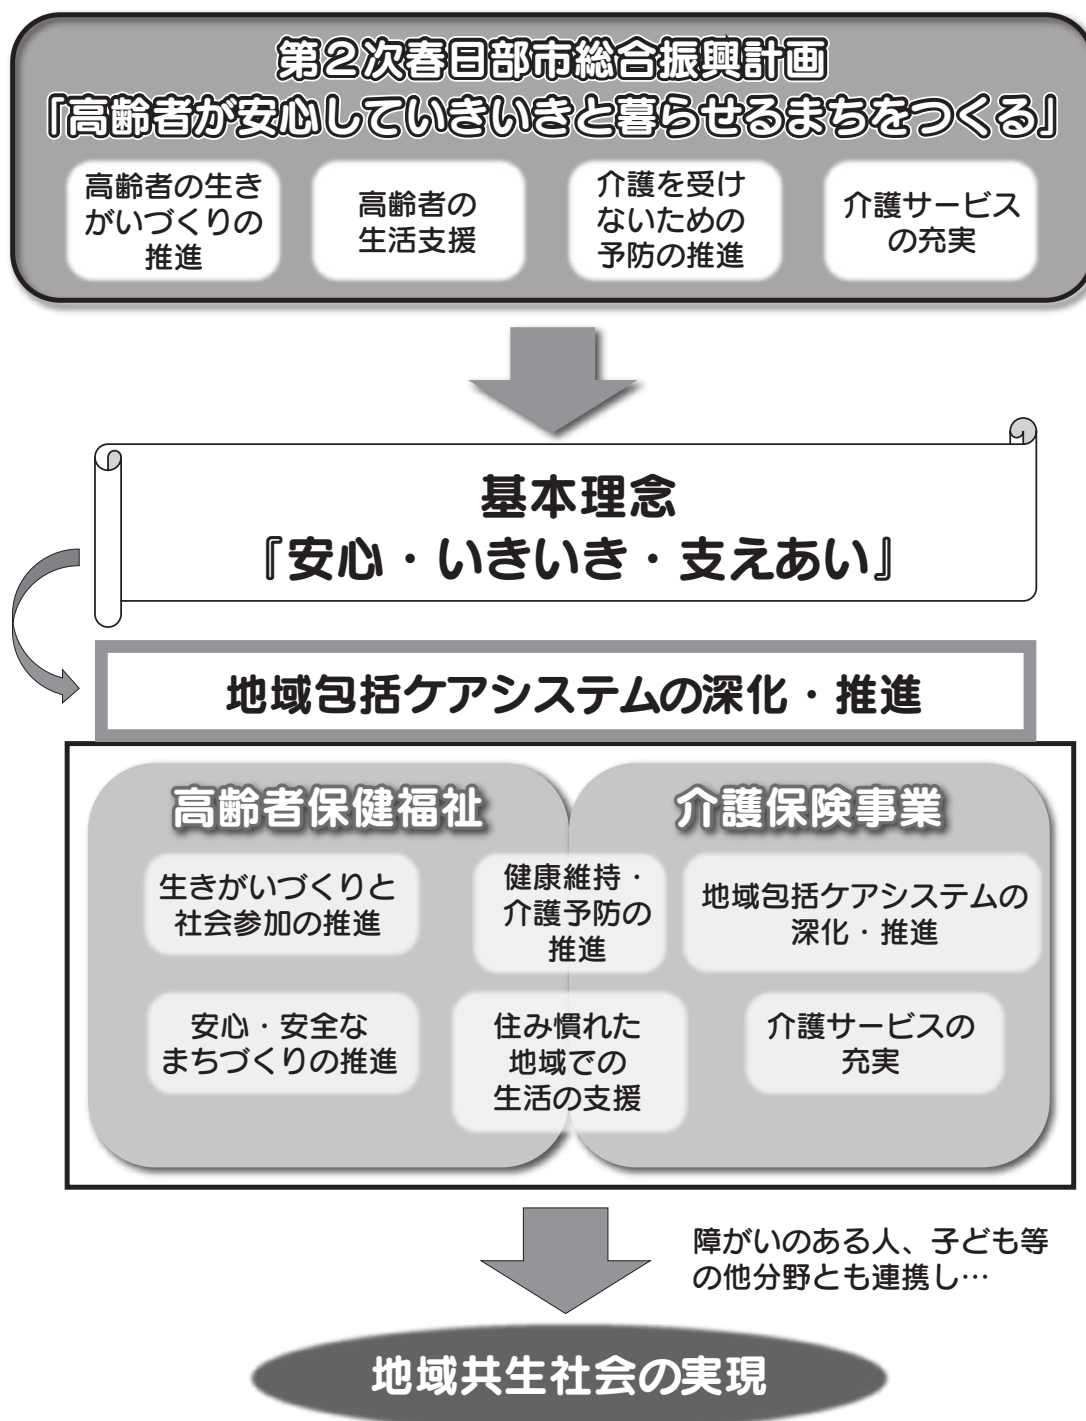 第2次春日部市総合振興計画
「高齢者が安心していきいきと暮らせるまちをつくる」
高齢者の生き
がいづくりの
推進
高齢者の
生活支援
介護を受け
ないための
予防の推進
介護サービス
の充実
基本理念
『安心・いきいき・支えあい』
地域包括ケアシステムの深化・推進
高齢者保健福祉
介護保険事業
生きがいづくりと
社会参加の推進
健康維持・
介護予防の
推進
地域包括ケアシステムの
深化・推進
安心・安全な
まちづくりの推進
住み慣れた
地域での
生活の支援
介護サービスの
充実
障がいのある人、子ども等
の他分野とも連携し…
地域共生社会の実現